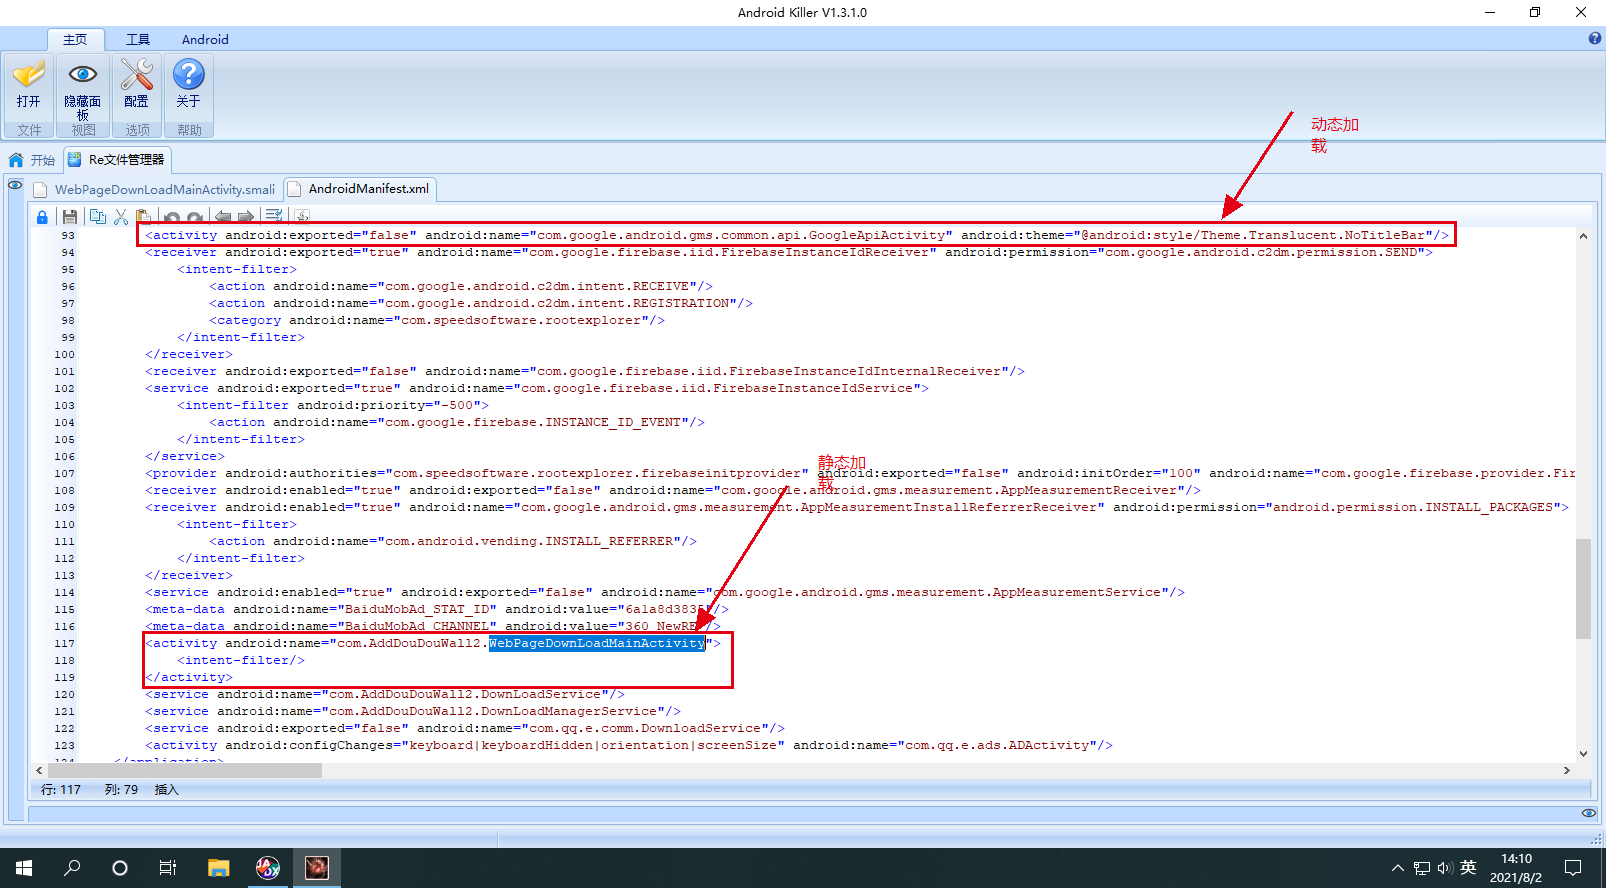 Android Killer V1.3.1.0
主页 工具 Android
打开 隐藏面板 配置 关于
文件 视图 选项 帮助
开始 Re文件管理器
WebPageDownLoadMainActivity.smali AndroidManifest.xml
动态加
载
93 <activity android:exported="false" android:name="com.google.android.gms.common.api.GoogleApiActivity" android:theme="@android:style/Theme.Translucent.NoTitleBar"/>
94 <receiver android:exported="true" android:name="com.google.firebase.iid.FirebaseInstanceIdReceiver" android:permission="com.google.android.c2dm.permission.SEND">
95 <intent-filter>
96 <action android:name="com.google.android.c2dm.intent.RECEIVE"/>
97 <action android:name="com.google.android.c2dm.intent.REGISTRATION"/>
98 <category android:name="com.speedsoftware.rootexplorer"/>
99 </intent-filter>
100 </receiver>
101 <receiver android:exported="false" android:name="com.google.firebase.iid.FirebaseInstanceIdInternalReceiver"/>
102 <service android:exported="true" android:name="com.google.firebase.iid.FirebaseInstanceIdService">
103 <intent-filter android:priority="-500">
104 <action android:name="com.google.firebase.INSTANCE_ID_EVENT"/>
105 </intent-filter>
106 </service>
静态加
载
107 <provider android:authorities="com.speedsoftware.rootexplorer.firebaseinitprovider" android:exported="false" android:initOrder="100" android:name="com.google.firebase.provider.Fir
108 <receiver android:enabled="true" android:exported="false" android:name="com.google.android.gms.measurement.AppMeasurementReceiver"/>
109 <receiver android:enabled="true" android:name="com.google.android.gms.measurement.AppMeasurementInstallReferrerReceiver" android:permission="android.permission.INSTALL_PACKAGES">
110 <intent-filter>
111 <action android:name="com.android.vending.INSTALL_REFERRER"/>
112 </intent-filter>
113 </receiver>
114 <service android:enabled="true" android:exported="false" android:name="com.google.android.gms.measurement.AppMeasurementService"/>
115 <meta-data android:name="BaiduMobAd_STAT_ID" android:value="6a1a8d3835"/>
116 <meta-data android:name="BaiduMobAd_CHANNEL" android:value="360_NewRE"/>
117 <activity android:name="com.AddDouDouWall2.WebPageDownLoadMainActivity">
118 <intent-filter/>
119 </activity>
120 <service android:name="com.AddDouDouWall2.DownLoadService"/>
121 <service android:name="com.AddDouDouWall2.DownLoadManagerService"/>
122 <service android:exported="false" android:name="com.qq.e.comm.DownloadService"/>
123 <activity android:configChanges="keyboard|keyboardHidden|orientation|screenSize" android:name="com.qq.e.ads.ADActivity"/>
124 </application>
行: 117 列: 79 插入
英
14:10
2021/8/2